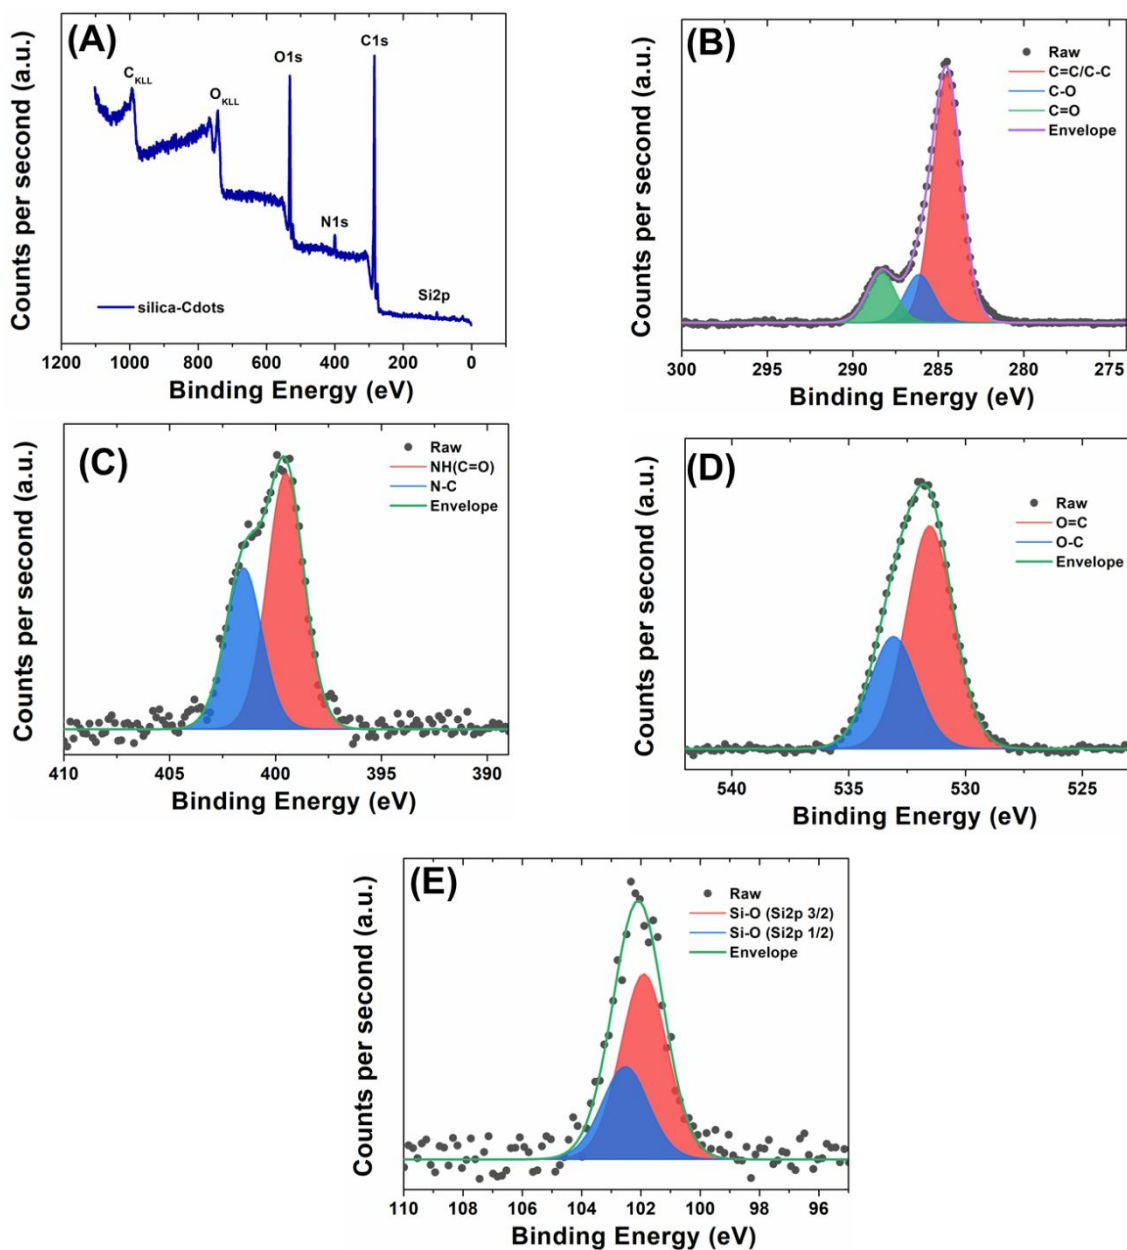 (A)
C1s
O1s
C_KLL
O_KLL
N1s
Si2p
silica-Cdots
Counts per second (a.u.)
1200 1000 800 600 400 200 0
Binding Energy (eV)
(B)
Raw
C=C/C-C
C-O
C=O
Envelope
Counts per second (a.u.)
300 295 290 285 280 275
Binding Energy (eV)
(C)
Raw
NH(C=O)
N-C
Envelope
Counts per second (a.u.)
410 405 400 395 390
Binding Energy (eV)
(D)
Raw
O=C
O-C
Envelope
Counts per second (a.u.)
540 535 530 525
Binding Energy (eV)
(E)
Raw
Si-O (Si2p 3/2)
Si-O (Si2p 1/2)
Envelope
Counts per second (a.u.)
110 108 106 104 102 100 98 96
Binding Energy (eV)